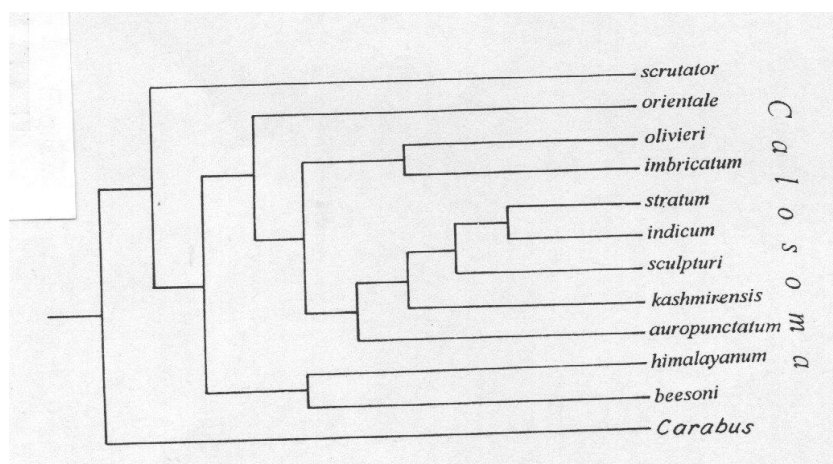 scrutator
orientale
olivieri
imbricatum
stratum
indicum
sculpturi
kashmirensis
auropunctatum
himalayanum
beesoni
Carabus
Calosoma